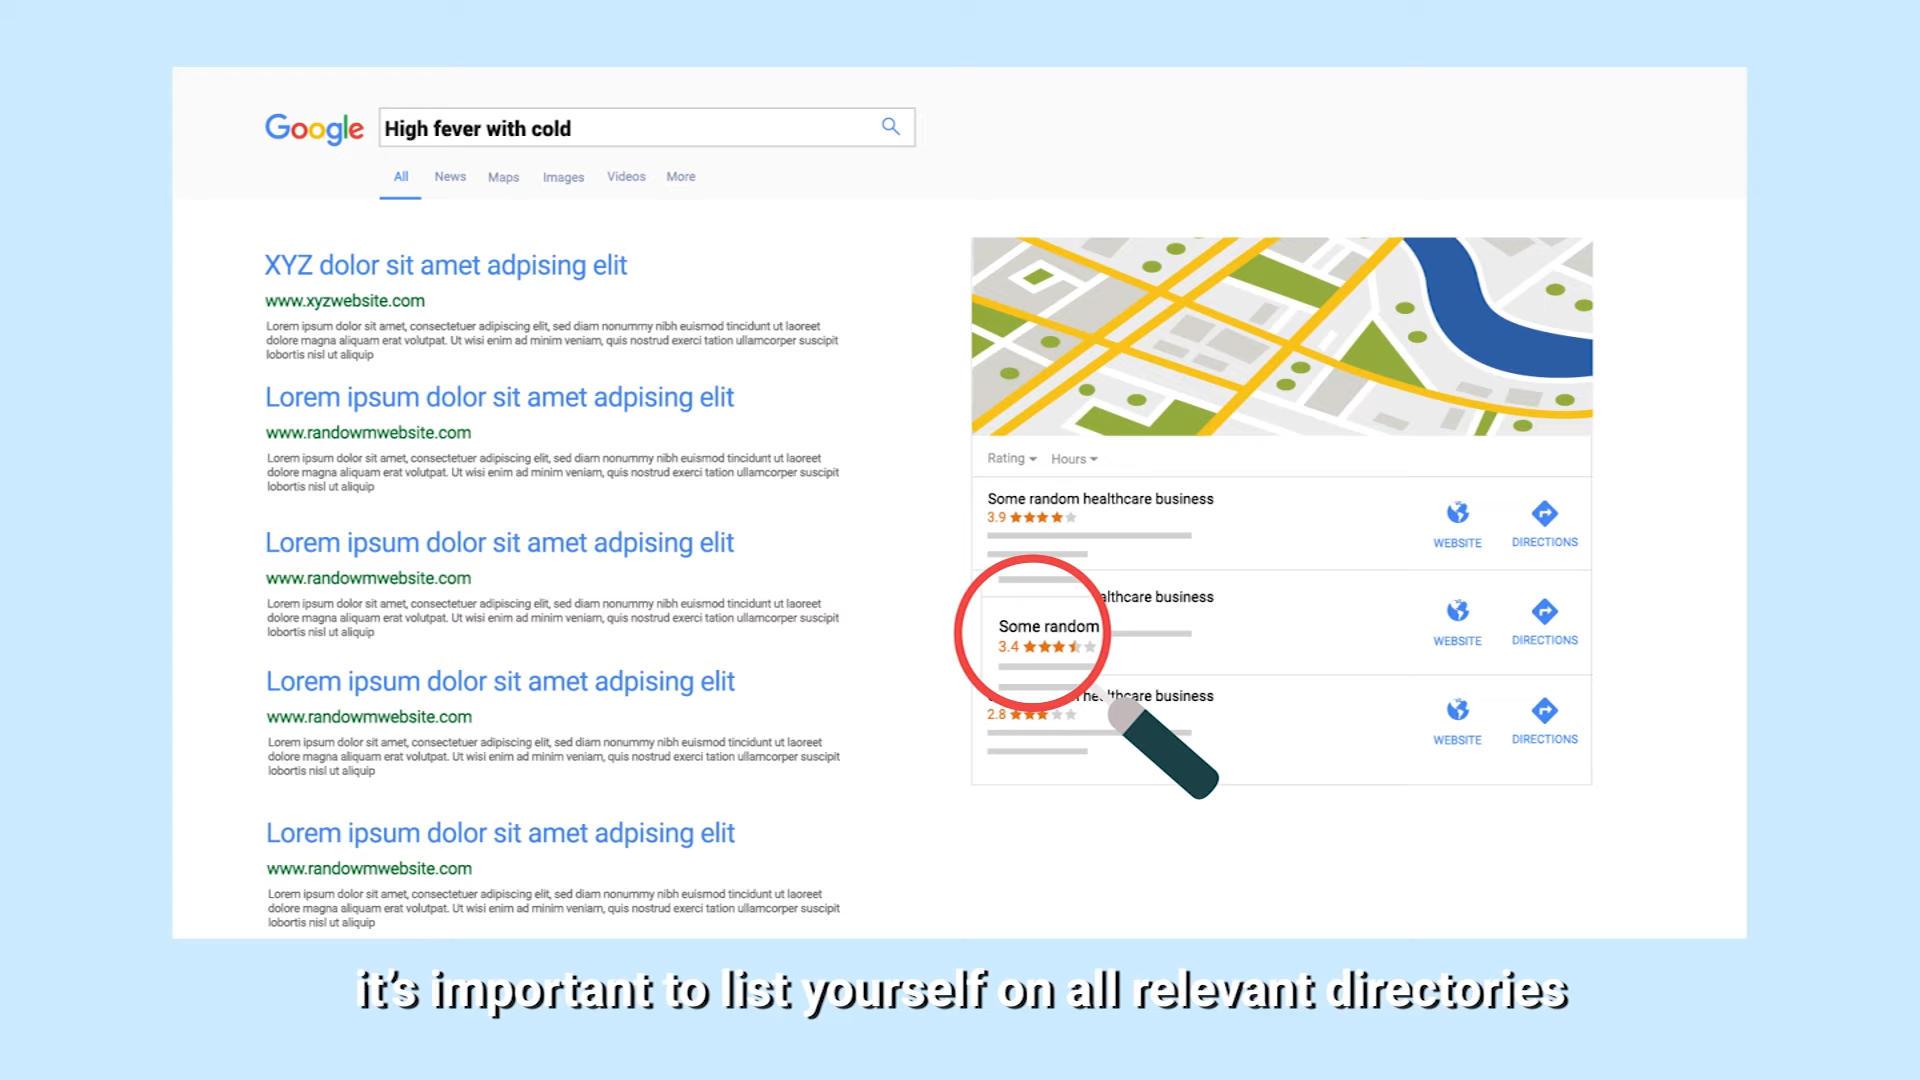 Google High fever with cold
All News Maps Images Videos More
XYZ dolor sit amet adpising elit
www.xyzwebsite.com
Lorem ipsum dolor sit amet, consectetuer adipiscing elit, sed diam nonummy nibh euismod tincidunt ut laoreet
dolore magna aliquam erat volutpat. Ut wisi enim ad minim veniam, quis nostrud exerci tation ullamcorper suscipit
lobortis nisl ut aliquip
Lorem ipsum dolor sit amet adpising elit
www.randowmwebsite.com
Lorem ipsum dolor sit amet, consectetuer adipiscing elit, sed diam nonummy nibh euismod tincidunt ut laoreet
dolore magna aliquam erat volutpat. Ut wisi enim ad minim veniam, quis nostrud exerci tation ullamcorper suscipit
lobortis nisl ut aliquip
Lorem ipsum dolor sit amet adpising elit
www.randowmwebsite.com
Lorem ipsum dolor sit amet, consectetuer adipiscing elit, sed diam nonummy nibh euismod tincidunt ut laoreet
dolore magna aliquam erat volutpat. Ut wisi enim ad minim veniam, quis nostrud exerci tation ullamcorper suscipit
lobortis nisl ut aliquip
Lorem ipsum dolor sit amet adpising elit
www.randowmwebsite.com
Lorem ipsum dolor sit amet, consectetuer adipiscing elit, sed diam nonummy nibh euismod tincidunt ut laoreet
dolore magna aliquam erat volutpat. Ut wisi enim ad minim veniam, quis nostrud exerci tation ullamcorper suscipit
lobortis nisl ut aliquip
Lorem ipsum dolor sit amet adpising elit
www.randowmwebsite.com
Lorem ipsum dolor sit amet, consectetuer adipiscing elit, sed diam nonummy nibh euismod tincidunt ut laoreet
dolore magna aliquam erat volutpat. Ut wisi enim ad minim veniam, quis nostrud exerci tation ullamcorper suscipit
lobortis nisl ut aliquip
Rating Hours
Some random healthcare business
3.9
WEBSITE DIRECTIONS
althcare business
Some random
3.4
WEBSITE DIRECTIONS
business
2.8
WEBSITE DIRECTIONS
it's important to list yourself on all relevant directories